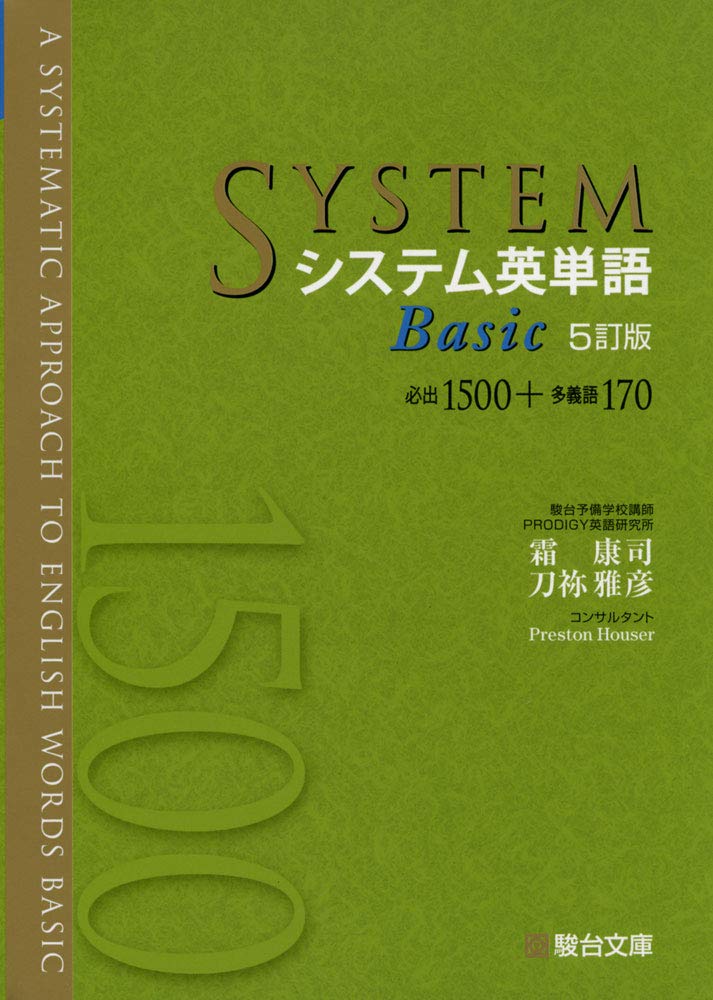 A SYSTEMATIC APPROACH TO ENGLISH WORDS BASIC
SYSTEM
システム英単語
Basic 5訂版
必出1500+多義語170
1500
駿台予備学校講師
PRODIGY英語研究所
霜 康司
刀祢 雅彦
コンサルタント
Preston Houser
駿台文庫